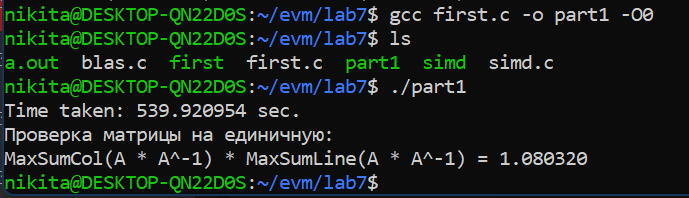 nikita@DESKTOP-QN22D0S:~/evm/lab7$ gcc first.c -o part1 -O0
nikita@DESKTOP-QN22D0S:~/evm/lab7$ ls
a.out  blas.c  first  first.c  part1  simd  simd.c
nikita@DESKTOP-QN22D0S:~/evm/lab7$ ./part1
Time taken: 539.920954 sec.
Проверка матрицы на единичную:
MaxSumCol(A * A^-1) * MaxSumLine(A * A^-1) = 1.080320
nikita@DESKTOP-QN22D0S:~/evm/lab7$